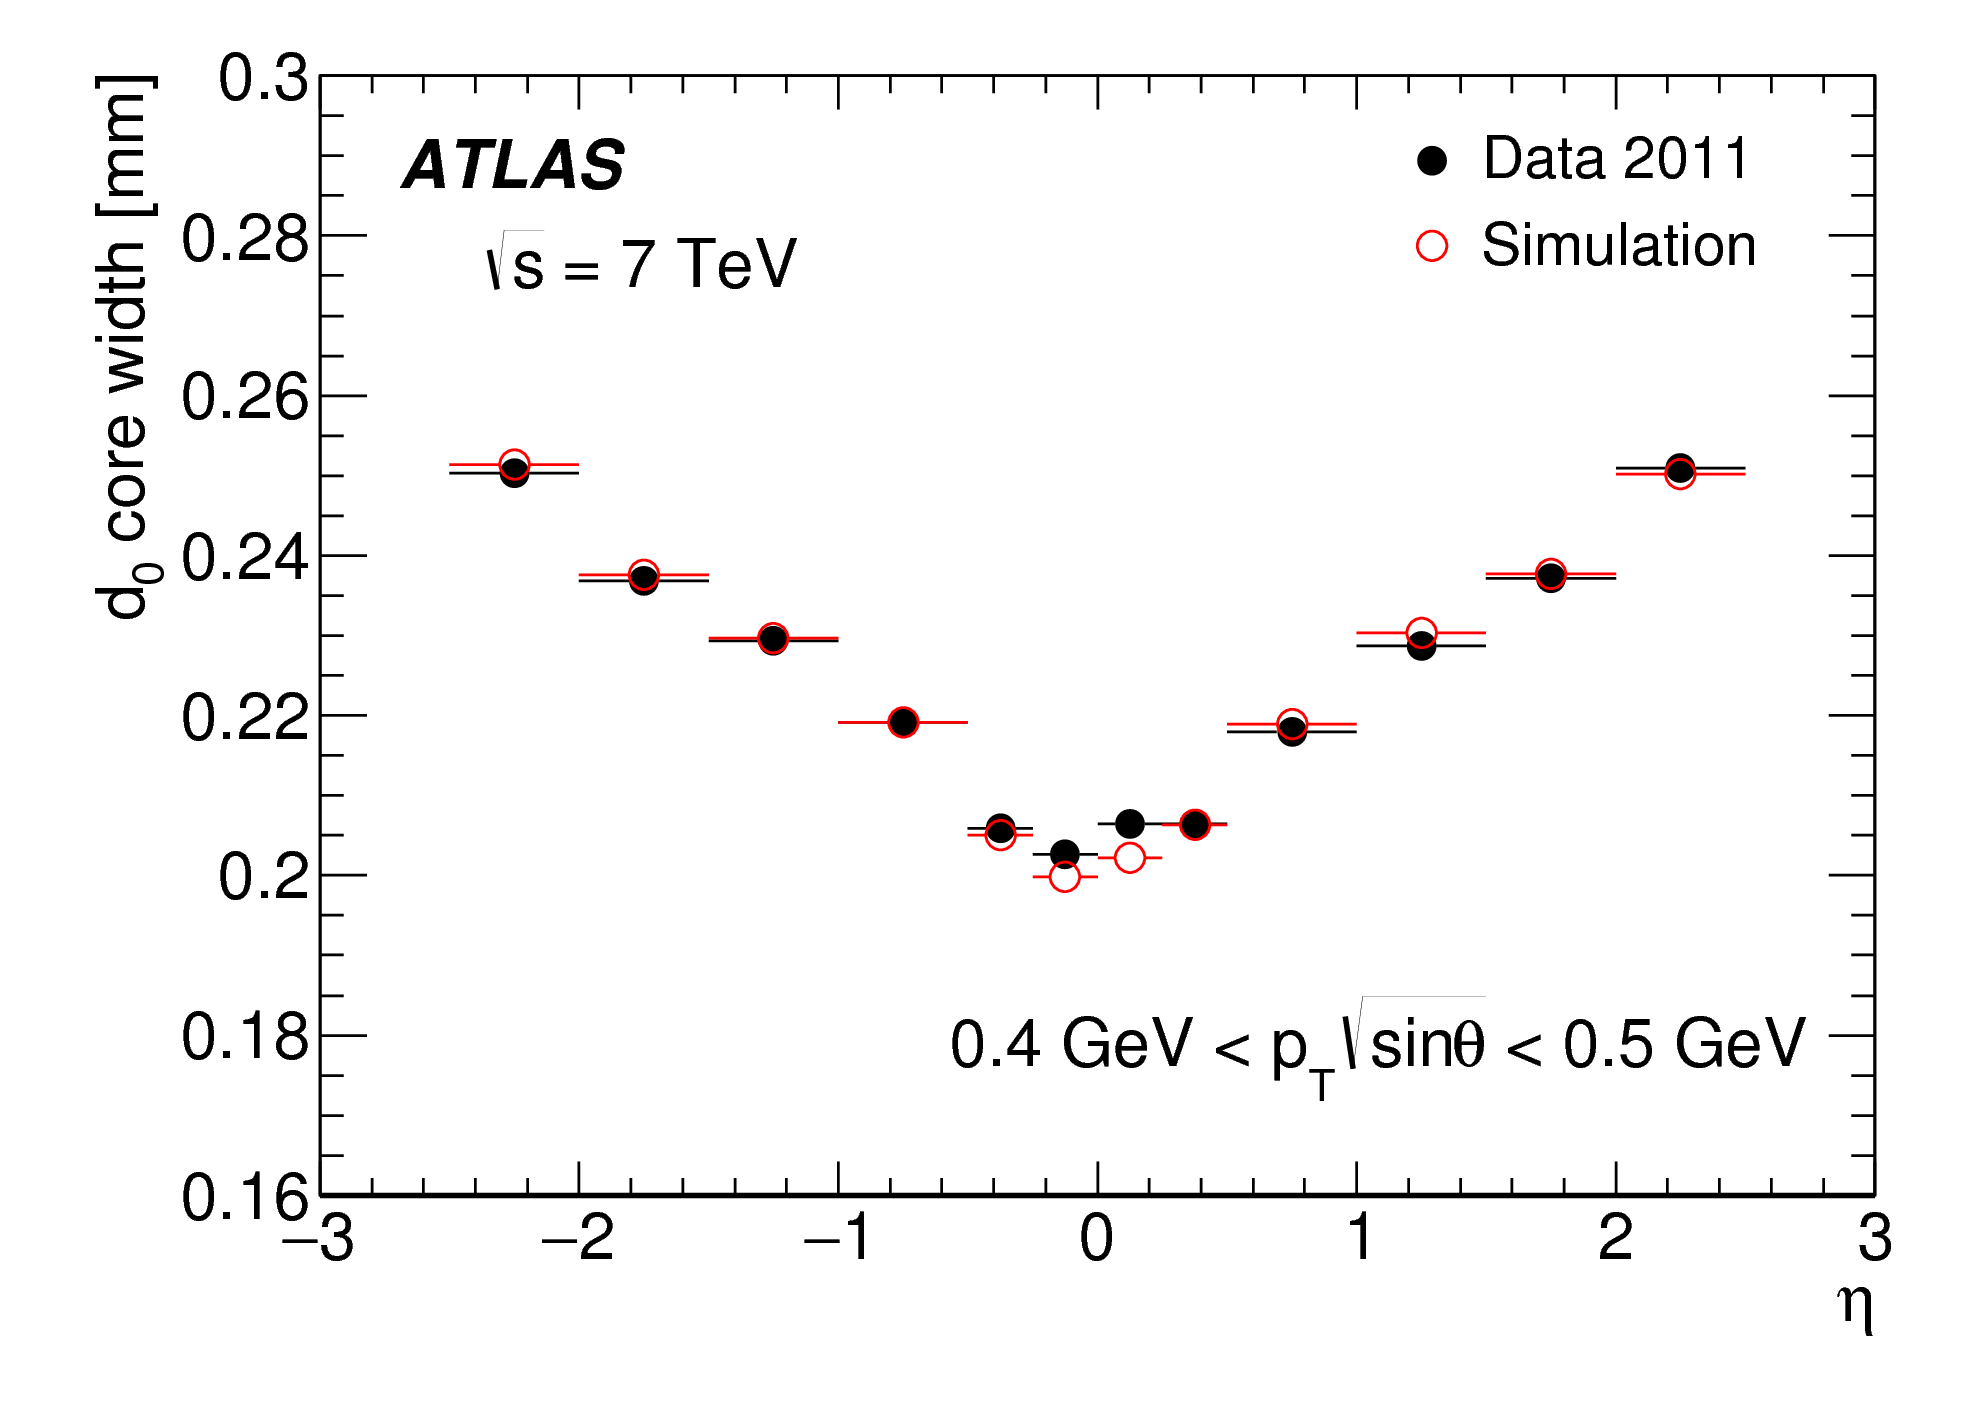 d0 core width [mm]
0.3
0.28
0.26
0.24
0.22
0.2
0.18
0.16
ATLAS
√s = 7 TeV
Data 2011
Simulation
0.4 GeV < pT√sinθ < 0.5 GeV
−3 −2 −1 0 1 2 3
η